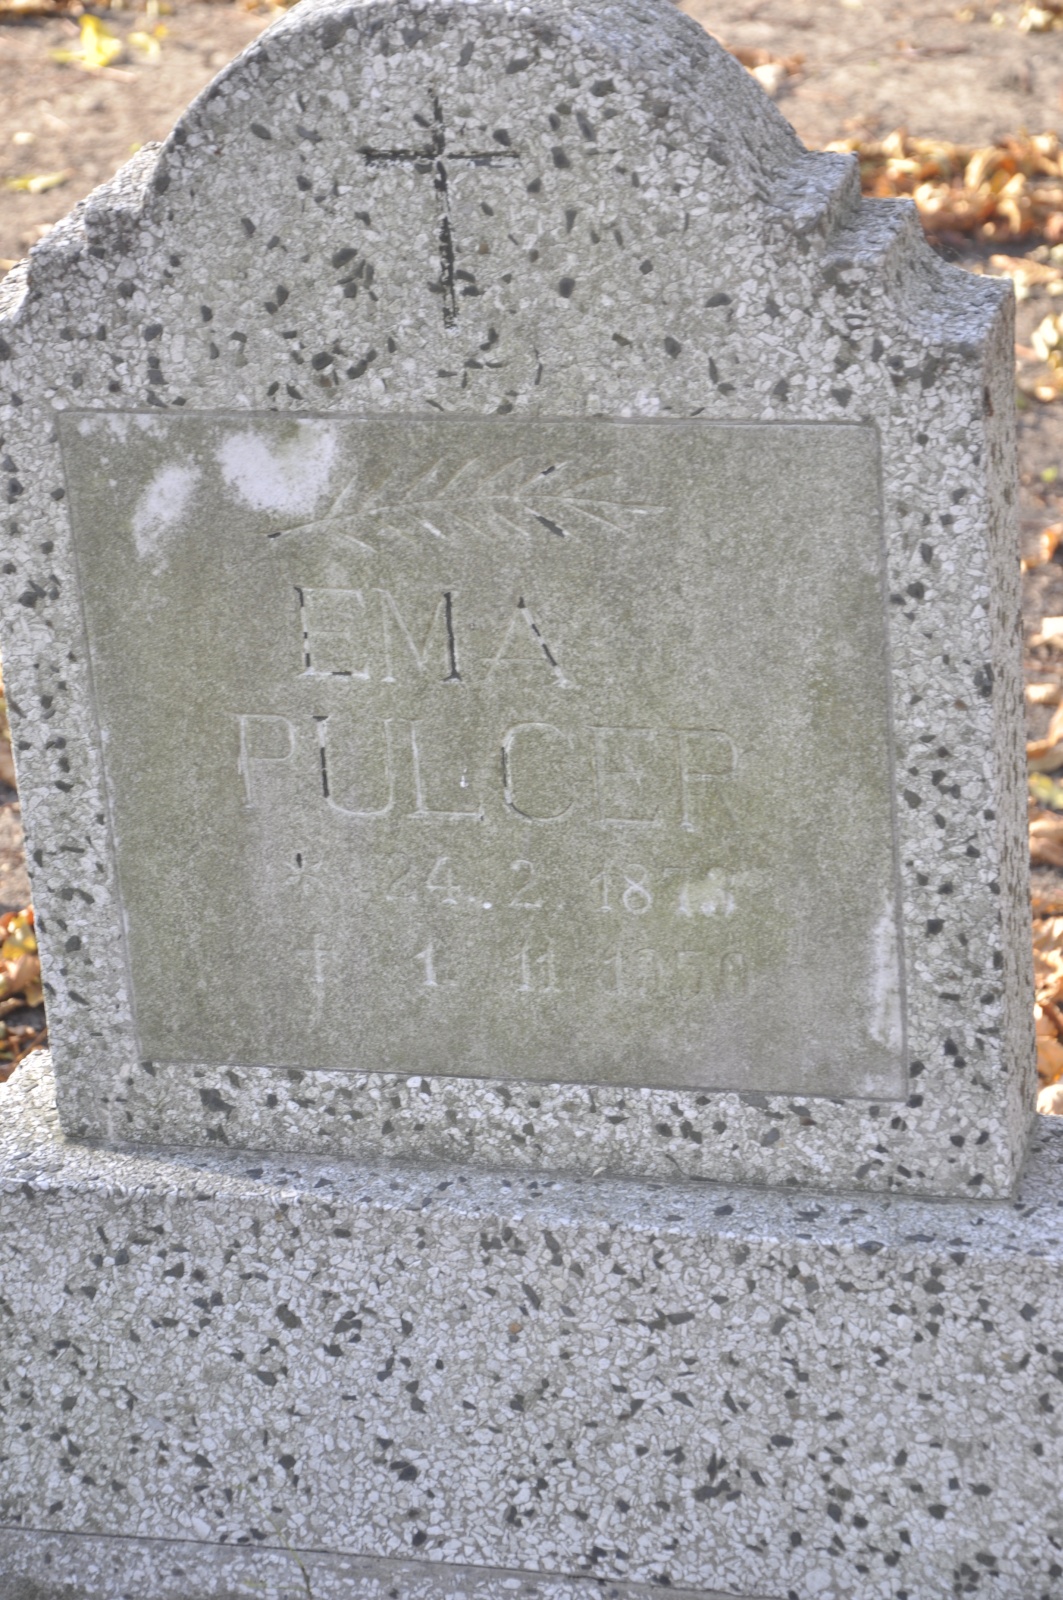 EMA
PULCER
* 24. 2.
† 1. 11.